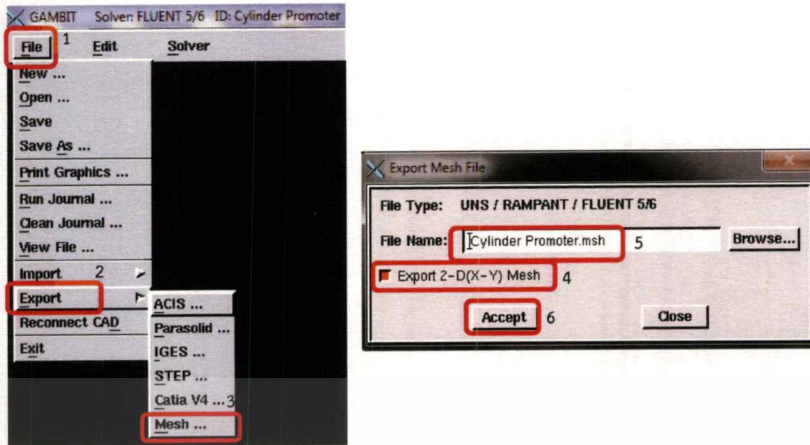 GAMBIT Solver: FLUENT 5/6 ID: Cylinder Promoter
File 1 Edit Solver
New ...
Open ...
Save
Save As ...
Print Graphics ...
Run Journal ...
Clean Journal ...
View File ...
Import 2
Export
Reconnect CAD
Exit
ACIS ...
Parasolid ...
IGES ...
STEP ...
Catia V4 ...3
Mesh ...
Export Mesh File
File Type: UNS / RAMPANT / FLUENT 5/6
File Name: Cylinder Promoter.msh 5 Browse...
Export 2-D(X-Y) Mesh 4
Accept 6 Close